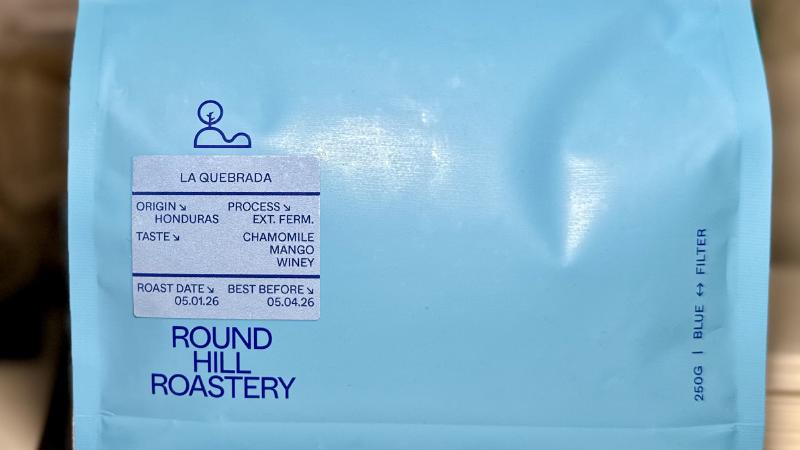 LA QUEBRADA
ORIGIN↘ PROCESS↘
HONDURAS EXT. FERM.
TASTE↘ CHAMOMILE
MANGO
WINEY
ROAST DATE↘ BEST BEFORE↘
05.01.26 05.04.26
ROUND
HILL
ROASTERY
250G | BLUE ↔ FILTER